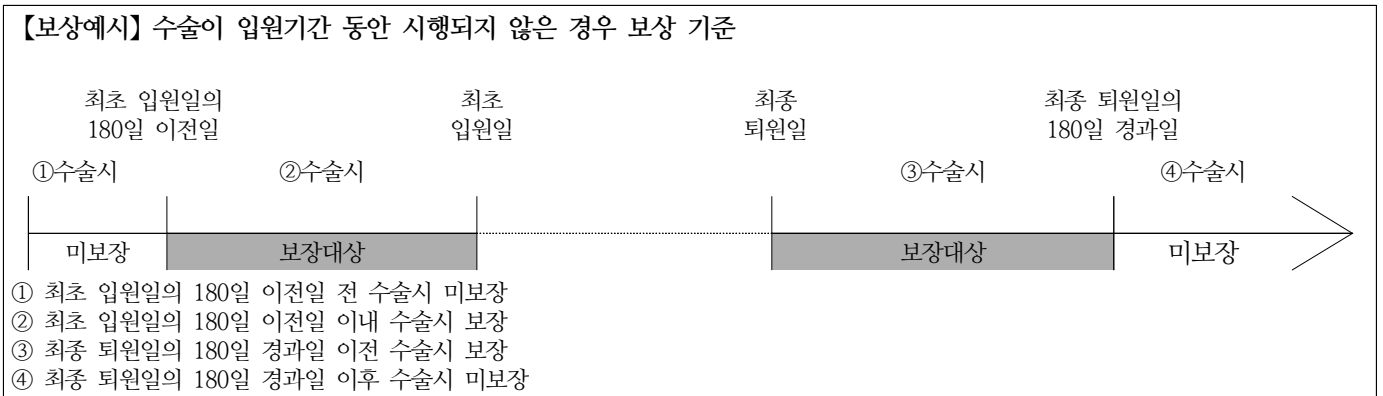 【보상예시】 수술이 입원기간 동안 시행되지 않은 경우 보상 기준
최초 입원일의 최초 최종 최종 퇴원일의
180일 이전일 입원일 퇴원일 180일 경과일
①수술시 ②수술시 ③수술시 ④수술시
미보장 보장대상 보장대상 미보장
① 최초 입원일의 180일 이전일 전 수술시 미보장
② 최초 입원일의 180일 이전일 이내 수술시 보장
③ 최종 퇴원일의 180일 경과일 이전 수술시 보장
④ 최종 퇴원일의 180일 경과일 이후 수술시 미보장